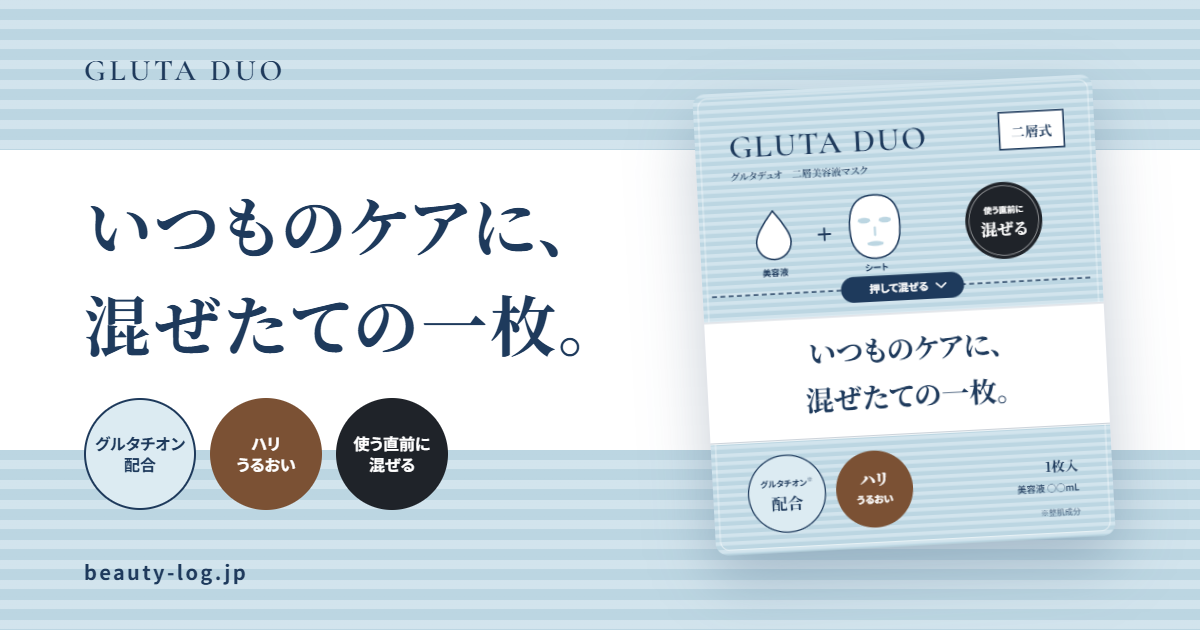 GLUTA DUO
いつものケアに、
混ぜたての一枚。
グルタチオン
配合
ハリ
うるおい
使う直前に
混ぜる
beauty-log.jp
GLUTA DUO
二層式
グルタデュオ 二層美容液マスク
使う直前に
混ぜる
+
美容液
シート
押して混ぜる
いつものケアに、
混ぜたての一枚。
グルタチオン※
配合
ハリ
うるおい
1枚入
美容液 〇〇mL
※整肌成分